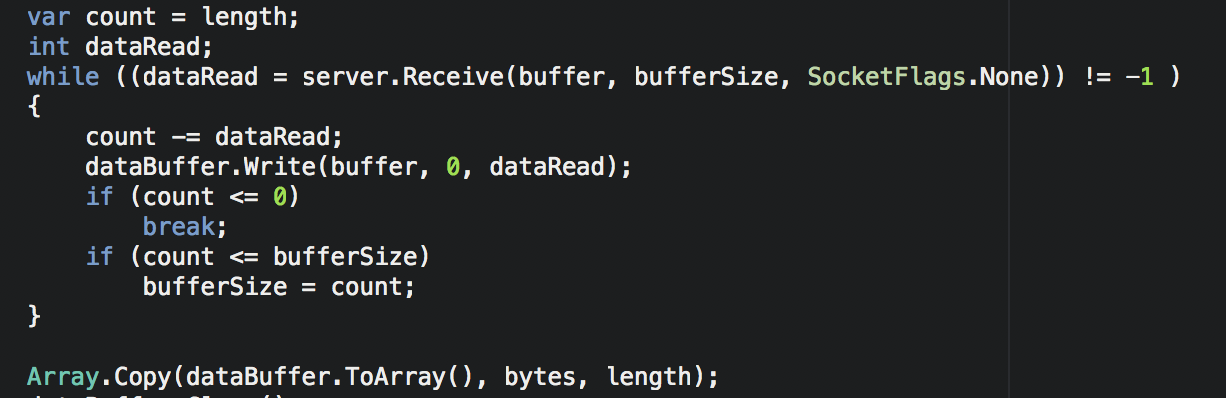 var count = length;
int dataRead;
while ((dataRead = server.Receive(buffer, bufferSize, SocketFlags.None)) != -1 )
{
    count -= dataRead;
    dataBuffer.Write(buffer, 0, dataRead);
    if (count <= 0)
        break;
    if (count <= bufferSize)
        bufferSize = count;
}
Array.Copy(dataBuffer.ToArray(), bytes, length);